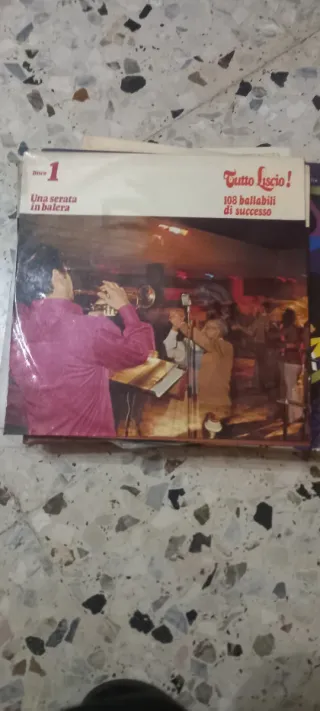 Disco 1
Tutto Liscio!
Una serata
in balera
108 ballabili
di successo